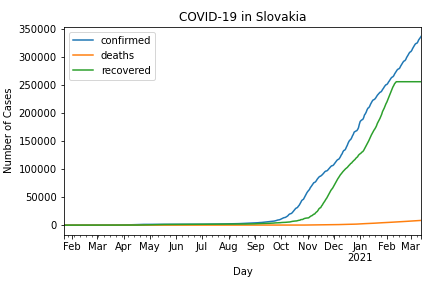 COVID-19 in Slovakia
350000
300000
250000
200000
150000
100000
50000
0
Number of Cases
confirmed
deaths
recovered
Feb Mar Apr May Jun Jul Aug Sep Oct Nov Dec Jan Feb Mar
2021
Day